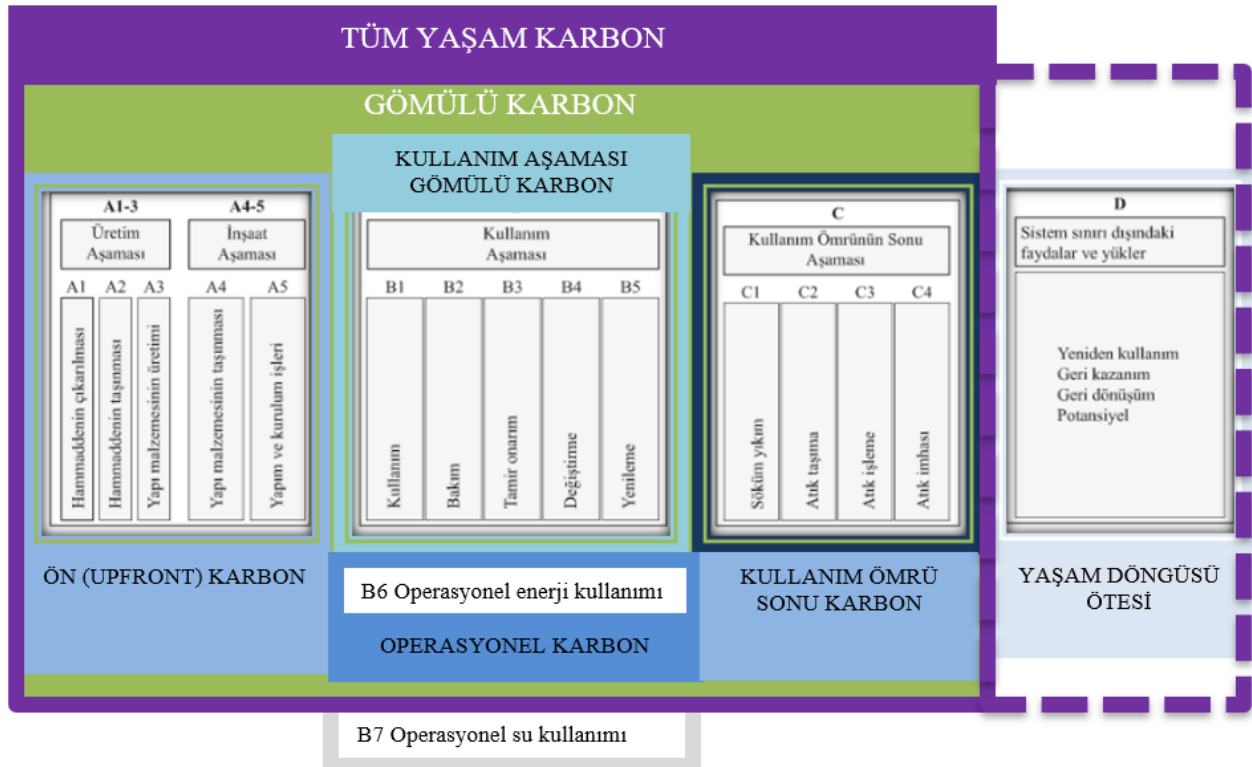 TÜM YAŞAM KARBON
GÖMÜLÜ KARBON
KULLANIM AŞAMASI
GÖMÜLÜ KARBON
A1-3
Üretim
Aşaması
A4-5
İnşaat
Aşaması
A1
A2
A3
A4
A5
Hammaddenin çıkarılması
Hammaddenin taşınması
Yapı malzemesinin üretimi
Yapı malzemesinin taşınması
Yapım ve kurulum işleri
ÖN (UPFRONT) KARBON
Kullanım
Aşaması
B1
B2
B3
B4
B5
Kullanım
Bakım
Tamir onarım
Değiştirme
Yenileme
B6 Operasyonel enerji kullanımı
OPERASYONEL KARBON
B7 Operasyonel su kullanımı
C
Kullanım Ömrünün Sonu
Aşaması
C1
C2
C3
C4
Söküm yıkım
Atık taşıma
Atık işleme
Atık imhası
KULLANIM ÖMRÜ
SONU KARBON
D
Sistem sınırı dışındaki
faydalar ve yükler
Yeniden kullanım
Geri kazanım
Geri dönüşüm
Potansiyel
YAŞAM DÖNGÜSÜ
ÖTESİ